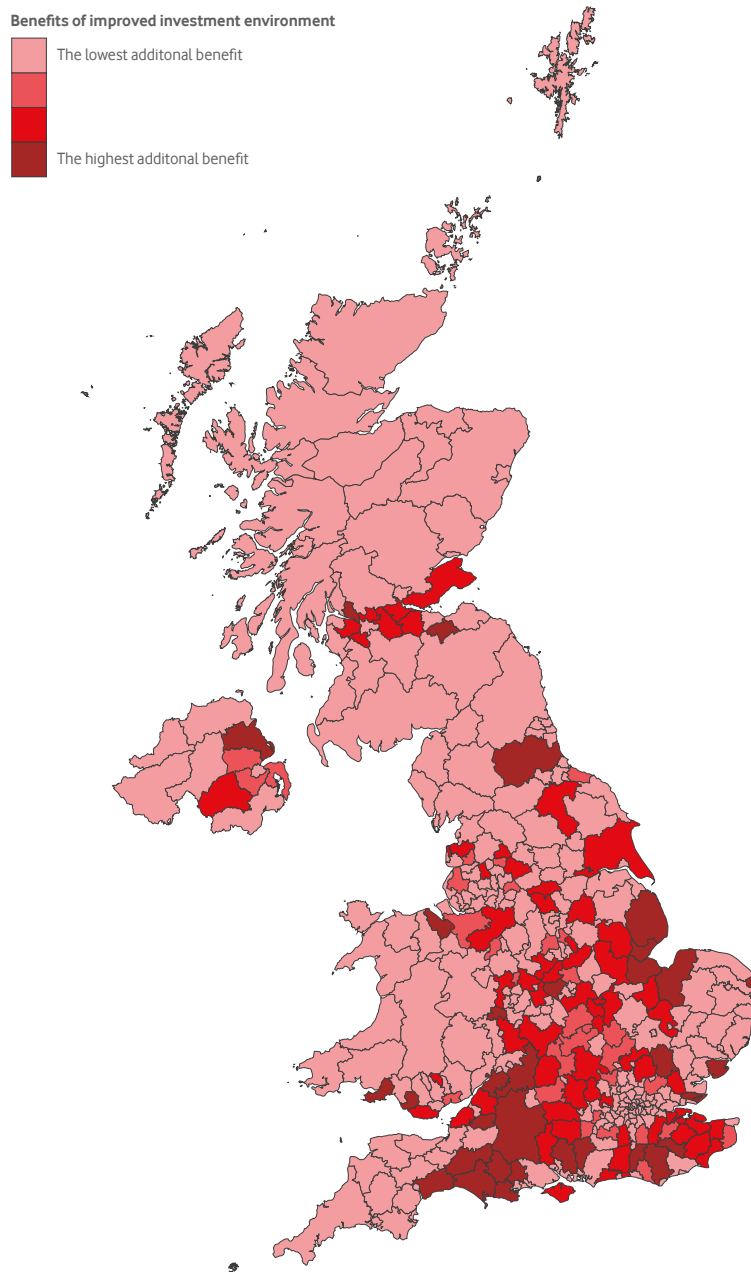 Benefits of improved investment environment
The lowest additonal benefit
The highest additonal benefit